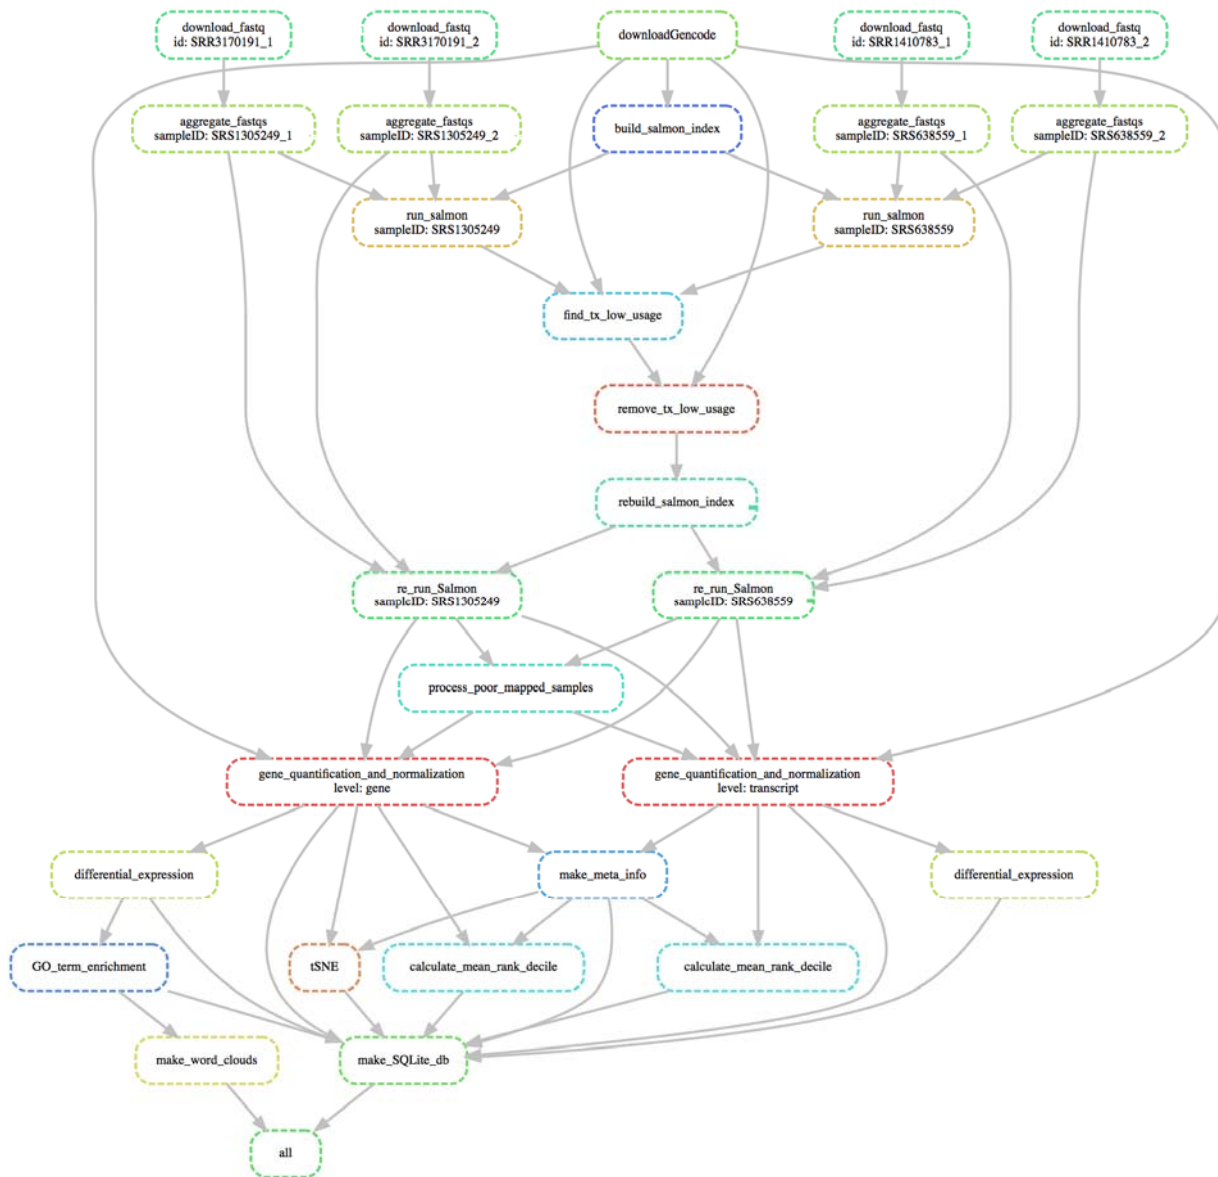 download_fastq
id: SRR3170191_1
download_fastq
id: SRR3170191_2
downloadGencode
download_fastq
id: SRR1410783_1
download_fastq
id: SRR1410783_2
aggregate_fastqs
sampleID: SRS1305249_1
aggregate_fastqs
sampleID: SRS1305249_2
build_salmon_index
aggregate_fastqs
sampleID: SRS638559_1
aggregate_fastqs
sampleID: SRS638559_2
run_salmon
sampleID: SRS1305249
run_salmon
sampleID: SRS638559
find_tx_low_usage
remove_tx_low_usage
rebuild_salmon_index
re_run_Salmon
sampleID: SRS1305249
re_run_Salmon
sampleID: SRS638559
process_poor_mapped_samples
gene_quantification_and_normalization
level: gene
gene_quantification_and_normalization
level: transcript
differential_expression
make_meta_info
differential_expression
GO_term_enrichment
tSNE
calculate_mean_rank_decile
calculate_mean_rank_decile
make_word_clouds
make_SQLite_db
all